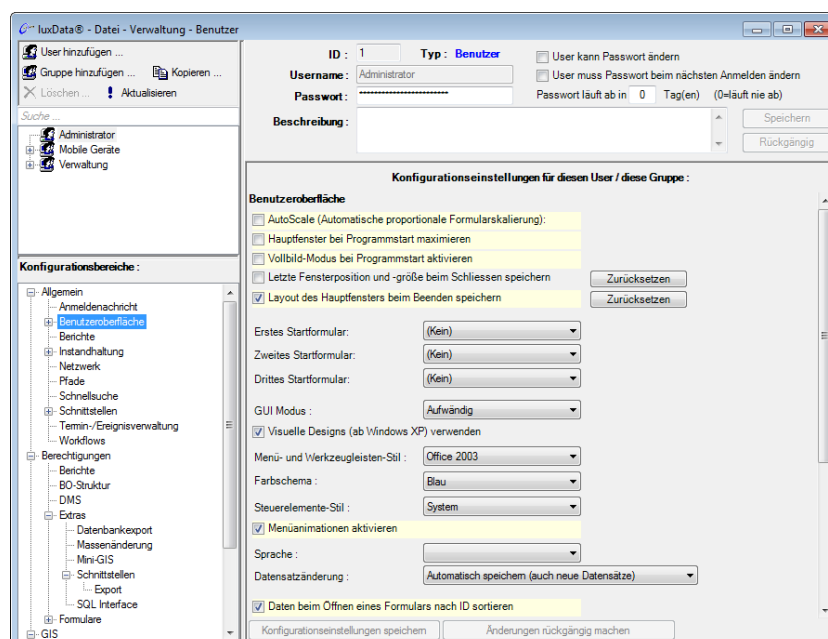 luxData® - Datei - Verwaltung - Benutzer
User hinzufügen ...
Gruppe hinzufügen ... Kopieren ...
Löschen ... Aktualisieren
Suche ...
Administrator
Mobile Geräte
Verwaltung
Konfigurationsbereiche :
Allgemein
Anmeldenachricht
Benutzeroberfläche
Berichte
Instandhaltung
Netzwerk
Pfade
Schnellsuche
Schnittstellen
Termin-/Ereignisverwaltung
Workflows
Berechtigungen
Berichte
BO-Struktur
DMS
Extras
Datenbankexport
Massenänderung
Mini-GIS
Schnittstellen
Export
SQL Interface
Formulare
GIS
ID : 1 Typ : Benutzer
Username : Administrator
Passwort : ************************
Beschreibung :
User kann Passwort ändern
User muss Passwort beim nächsten Anmelden ändern
Passwort läuft ab in 0 Tag(en) (0=läuft nie ab)
Speichern
Rückgängig
Konfigurationseinstellungen für diesen User / diese Gruppe :
Benutzeroberfläche
AutoScale (Automatische proportionale Formularskalierung):
Hauptfenster bei Programmstart maximieren
Vollbild-Modus bei Programmstart aktivieren
Letzte Fensterposition und -größe beim Schliessen speichern Zurücksetzen
Layout des Hauptfensters beim Beenden speichern Zurücksetzen
Erstes Startformular: (Kein)
Zweites Startformular: (Kein)
Drittes Startformular: (Kein)
GUI Modus : Aufwändig
Visuelle Designs (ab Windows XP) verwenden
Menü- und Werkzeugleisten-Stil : Office 2003
Farbschema : Blau
Steuerelemente-Stil : System
Menüanimationen aktivieren
Sprache :
Datensatzänderung : Automatisch speichern (auch neue Datensätze)
Daten beim Öffnen eines Formulars nach ID sortieren
Konfigurationseinstellungen speichern Änderungen rückgängig machen